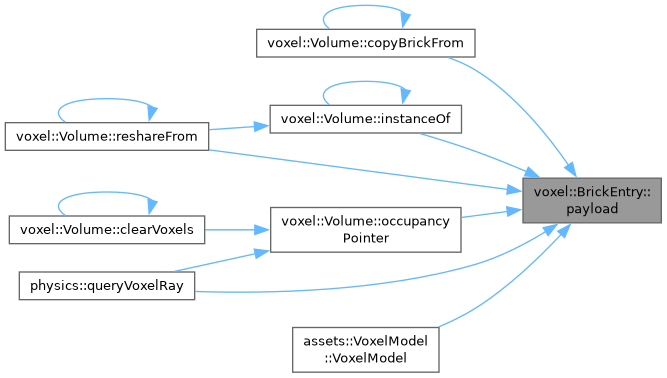 voxel::Volume::copyBrickFrom
voxel::Volume::instanceOf
voxel::Volume::reshareFrom
voxel::BrickEntry::
payload
voxel::Volume::occupancy
Pointer
voxel::Volume::clearVoxels
physics::queryVoxelRay
assets::VoxelModel
::VoxelModel